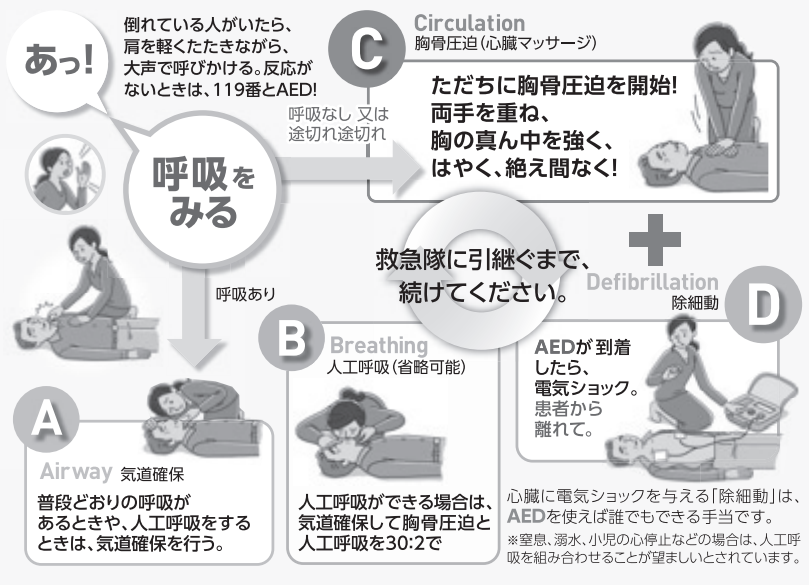 あっ!
倒れている人がいたら、
肩を軽くたたきながら、
大声で呼びかける。反応が
ないときは、119番とAED!
呼吸を
みる
呼吸なし 又は
途切れ途切れ
C
Circulation
胸骨圧迫(心臓マッサージ)
ただちに胸骨圧迫を開始!
両手を重ね、
胸の真ん中を強く、
はやく、絶え間なく!
救急隊に引継ぐまで、
続けてください。
呼吸あり
A
Airway 気道確保
普段どおりの呼吸が
あるときや、人工呼吸をする
ときは、気道確保を行う。
B
Breathing
人工呼吸(省略可能)
人工呼吸ができる場合は、
気道確保して胸骨圧迫と
人工呼吸を30:2で
Defibrillation
除細動
D
AEDが到着
したら、
電気ショック。
患者から
離れて。
心臓に電気ショックを与える「除細動」は、
AEDを使えば誰でもできる手当です。
※窒息、溺水、小児の心停止などの場合は、人工呼
吸を組み合わせることが望ましいとされています。